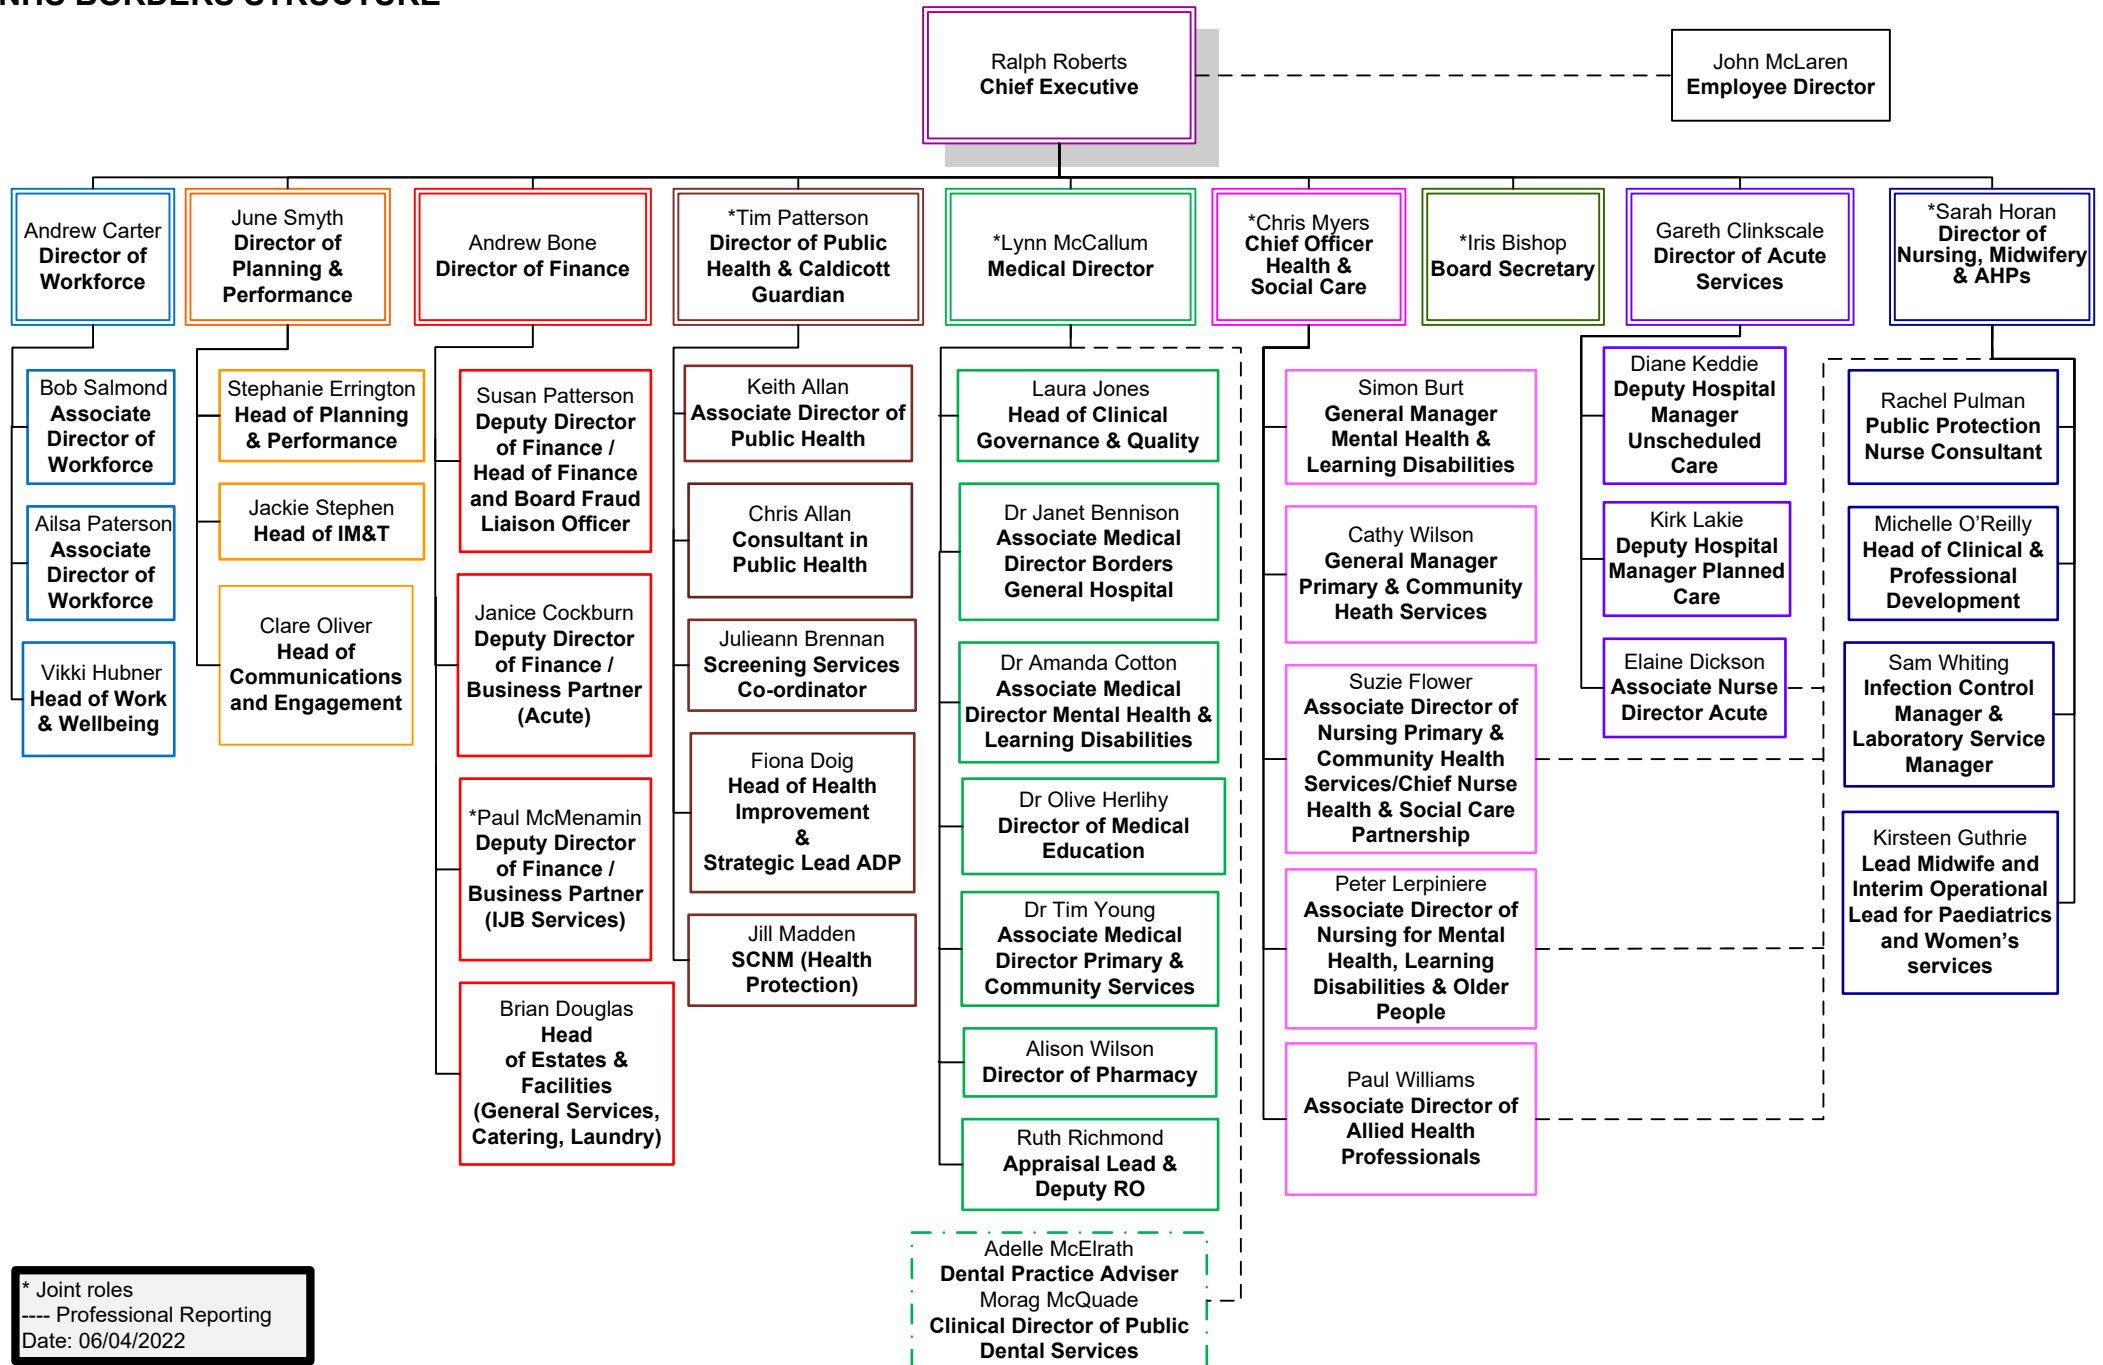 NHS BORDERS STRUCTURE
Ralph Roberts
Chief Executive
John McLaren
Employee Director
Andrew Carter
Director of
Workforce
June Smyth
Director of
Planning &
Performance
Andrew Bone
Director of Finance
*Tim Patterson
Director of Public
Health & Caldicott
Guardian
*Lynn McCallum
Medical Director
*Chris Myers
Chief Officer
Health &
Social Care
*Iris Bishop
Board Secretary
Gareth Clinkscale
Director of Acute
Services
*Sarah Horan
Director of
Nursing, Midwifery
& AHPs
Bob Salmond
Associate
Director of
Workforce
Ailsa Paterson
Associate
Director of
Workforce
Vikki Hubner
Head of Work
& Wellbeing
Stephanie Errington
Head of Planning
& Performance
Jackie Stephen
Head of IM&T
Clare Oliver
Head of
Communications
and Engagement
Susan Patterson
Deputy Director
of Finance /
Head of Finance
and Board Fraud
Liaison Officer
Janice Cockburn
Deputy Director
of Finance /
Business Partner
(Acute)
*Paul McMenamin
Deputy Director
of Finance /
Business Partner
(IJB Services)
Brian Douglas
Head
of Estates &
Facilities
(General Services,
Catering, Laundry)
Keith Allan
Associate Director of
Public Health
Chris Allan
Consultant in
Public Health
Julieann Brennan
Screening Services
Co-ordinator
Fiona Doig
Head of Health
Improvement
&
Strategic Lead ADP
Jill Madden
SCNM (Health
Protection)
Laura Jones
Head of Clinical
Governance & Quality
Dr Janet Bennison
Associate Medical
Director Borders
General Hospital
Dr Amanda Cotton
Associate Medical
Director Mental Health &
Learning Disabilities
Dr Olive Herlihy
Director of Medical
Education
Dr Tim Young
Associate Medical
Director Primary &
Community Services
Alison Wilson
Director of Pharmacy
Ruth Richmond
Appraisal Lead &
Deputy RO
Adelle McElrath
Dental Practice Adviser
Morag McQuade
Clinical Director of Public
Dental Services
Simon Burt
General Manager
Mental Health &
Learning Disabilities
Cathy Wilson
General Manager
Primary & Community
Heath Services
Suzie Flower
Associate Director of
Nursing Primary &
Community Health
Services/Chief Nurse
Health & Social Care
Partnership
Peter Lerpiniere
Associate Director of
Nursing for Mental
Health, Learning
Disabilities & Older
People
Paul Williams
Associate Director of
Allied Health
Professionals
Diane Keddie
Deputy Hospital
Manager
Unscheduled
Care
Kirk Lakie
Deputy Hospital
Manager Planned
Care
Elaine Dickson
Associate Nurse
Director Acute
Rachel Pulman
Public Protection
Nurse Consultant
Michelle O’Reilly
Head of Clinical &
Professional
Development
Sam Whiting
Infection Control
Manager &
Laboratory Service
Manager
Kirsteen Guthrie
Lead Midwife and
Interim Operational
Lead for Paediatrics
and Women’s
services
* Joint roles
---- Professional Reporting
Date: 06/04/2022